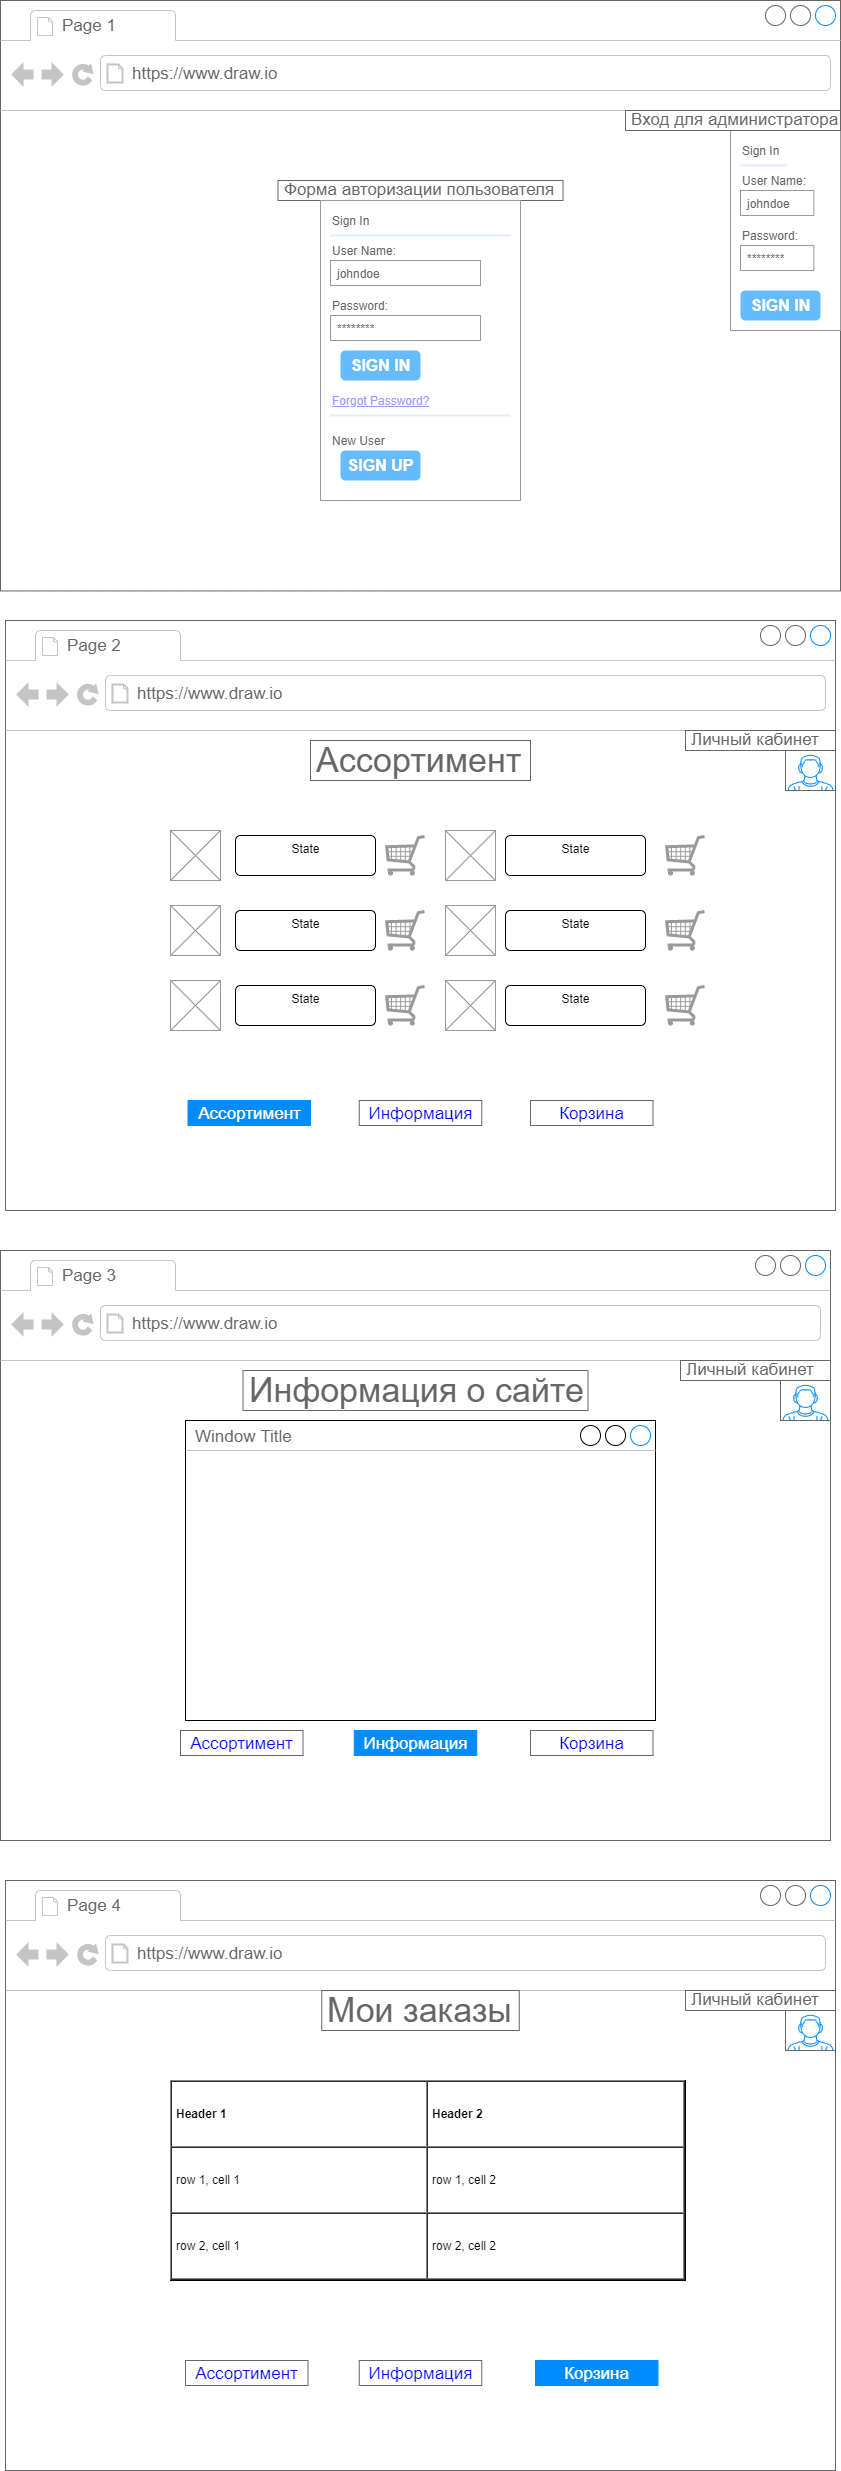 Page 1
https://www.draw.io
Вход для администратора
Sign In
User Name:
johndoe
Password:
********
SIGN IN
Форма авторизации пользователя
Sign In
User Name:
johndoe
Password:
********
SIGN IN
Forgot Password?
New User
SIGN UP
Page 2
https://www.draw.io
Личный кабинет
Ассортимент
State State
State State
State State
Ассортимент Информация Корзина
Page 3
https://www.draw.io
Личный кабинет
Информация о сайте
Window Title
Ассортимент Информация Корзина
Page 4
https://www.draw.io
Личный кабинет
Мои заказы
Header 1 Header 2
row 1, cell 1 row 1, cell 2
row 2, cell 1 row 2, cell 2
Ассортимент Информация Корзина